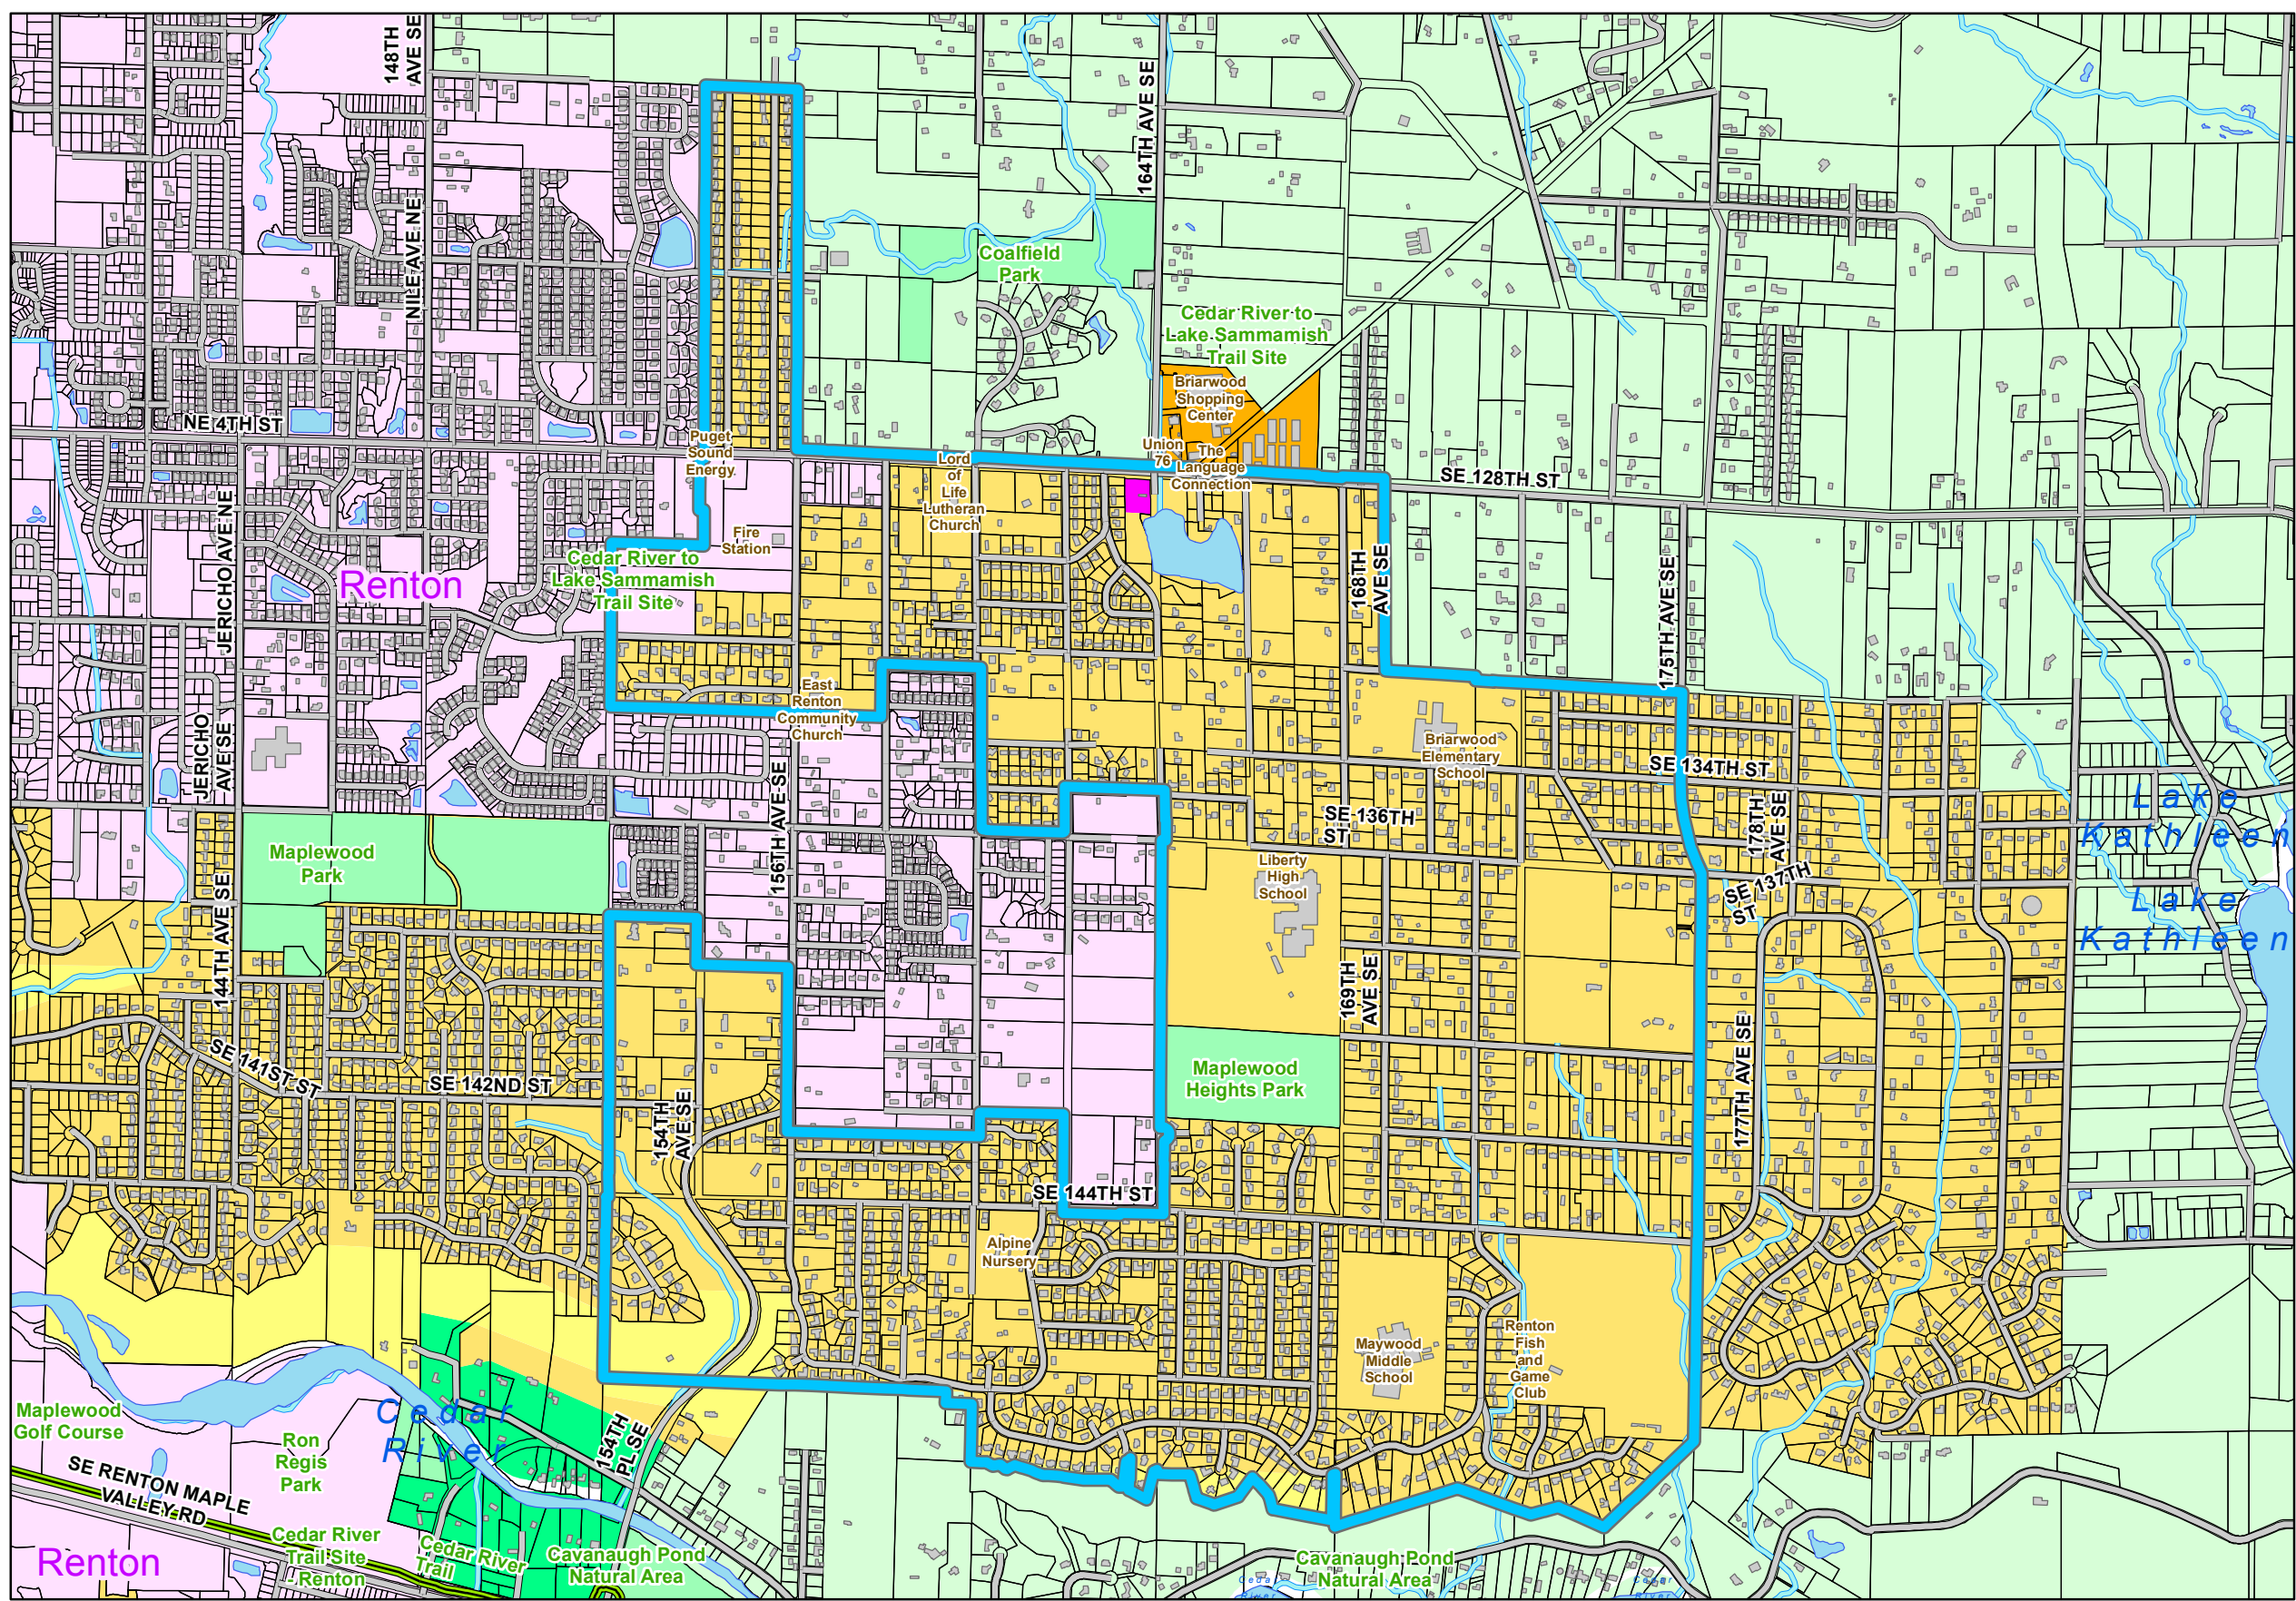 148TH
AVE SE
164TH AVE SE
NILE AVE NE
Coalfield
Park
Cedar River to
Lake Sammamish
Trail Site
Briarwood
Shopping
Center
NE 4TH ST
Puget
Sound
Energy
Lord
of
Life
Lutheran
Church
Union
76
The
Language
Connection
SE 128TH ST
JERICHO AVE NE
Fire
Station
Cedar River to
Lake Sammamish
Trail Site
Renton
168TH
AVE SE
175TH AVE SE
East
Renton
Community
Church
JERICHO
AVE SE
156TH AVE SE
Briarwood
Elementary
School
SE 134TH ST
SE 136TH
ST
178TH
AVE SE
Lake
Kathleen
Lake
Kathleen
Maplewood
Park
Liberty
High
School
SE 137TH
ST
144TH AVE SE
169TH
AVE SE
177TH AVE SE
SE 141ST ST
SE 142ND ST
154TH
AVE SE
Maplewood
Heights Park
SE 144TH ST
Alpine
Nursery
Maywood
Middle
School
Renton
Fish
and
Game
Club
Maplewood
Golf Course
Ron
Regis
Park
Cedar
River
154TH
PL SE
SE RENTON MAPLE
VALLEY RD
Renton
Cedar River
Trail Site
- Renton
Cedar River
Trail
Cavanaugh Pond
Natural Area
Cavanaugh Pond
Natural Area
Cedar
River
Cedar
River